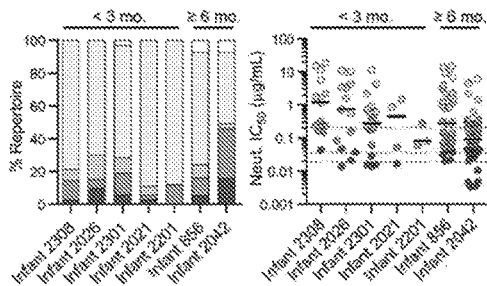 < 3 mo. ≥ 6 mo.
100
80
60
40
20
0
% Repertoire
Infant 2308
Infant 2026
Infant 2301
Infant 2021
Infant 2201
Infant 656
Infant 2042
< 3 mo. ≥ 6 mo.
100
10
1
0.1
0.01
0.001
Neut. IC50 (µg/mL)
Infant 2308
Infant 2026
Infant 2301
Infant 2021
Infant 2201
Infant 656
Infant 2042